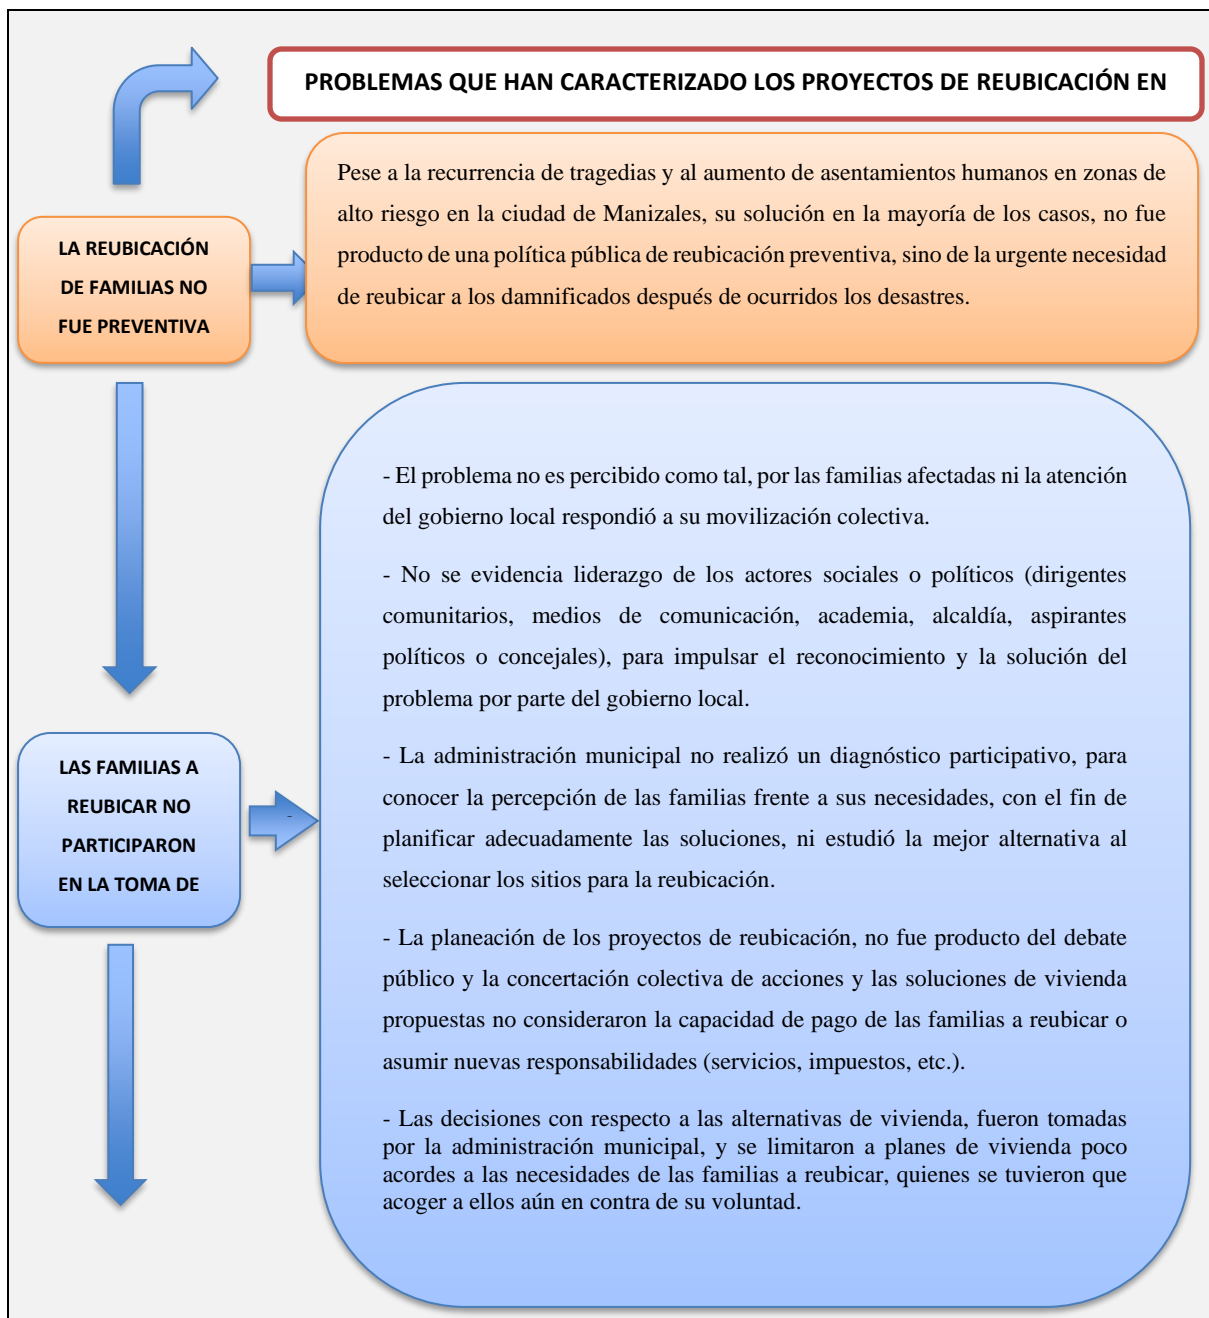 PROBLEMAS QUE HAN CARACTERIZADO LOS PROYECTOS DE REUBICACIÓN EN
LA REUBICACIÓN
DE FAMILIAS NO
FUE PREVENTIVA
Pese a la recurrencia de tragedias y al aumento de asentamientos humanos en zonas de
alto riesgo en la ciudad de Manizales, su solución en la mayoría de los casos, no fue
producto de una política pública de reubicación preventiva, sino de la urgente necesidad
de reubicar a los damnificados después de ocurridos los desastres.
LAS FAMILIAS A
REUBICAR NO
PARTICIPARON
EN LA TOMA DE
-
- El problema no es percibido como tal, por las familias afectadas ni la atención
del gobierno local respondió a su movilización colectiva.
- No se evidencia liderazgo de los actores sociales o políticos (dirigentes
comunitarios, medios de comunicación, academia, alcaldía, aspirantes
políticos o concejales), para impulsar el reconocimiento y la solución del
problema por parte del gobierno local.
- La administración municipal no realizó un diagnóstico participativo, para
conocer la percepción de las familias frente a sus necesidades, con el fin de
planificar adecuadamente las soluciones, ni estudió la mejor alternativa al
seleccionar los sitios para la reubicación.
- La planeación de los proyectos de reubicación, no fue producto del debate
público y la concertación colectiva de acciones y las soluciones de vivienda
propuestas no consideraron la capacidad de pago de las familias a reubicar o
asumir nuevas responsabilidades (servicios, impuestos, etc.).
- Las decisiones con respecto a las alternativas de vivienda, fueron tomadas
por la administración municipal, y se limitaron a planes de vivienda poco
acordes a las necesidades de las familias a reubicar, quienes se tuvieron que
acoger a ellos aún en contra de su voluntad.